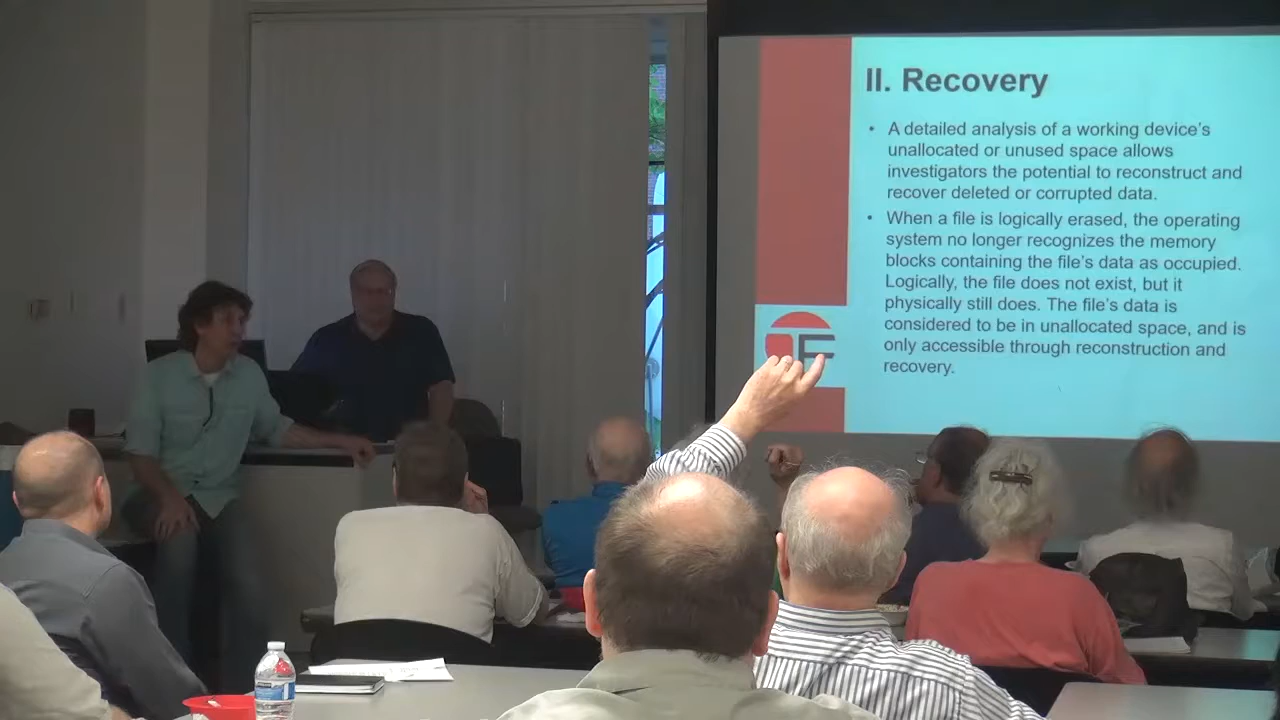 II. Recovery
• A detailed analysis of a working device's
unallocated or unused space allows
investigators the potential to reconstruct and
recover deleted or corrupted data.
• When a file is logically erased, the operating
system no longer recognizes the memory
blocks containing the file's data as occupied.
Logically, the file does not exist, but it
physically still does. The file's data is
considered to be in unallocated space, and is
only accessible through reconstruction and
recovery.